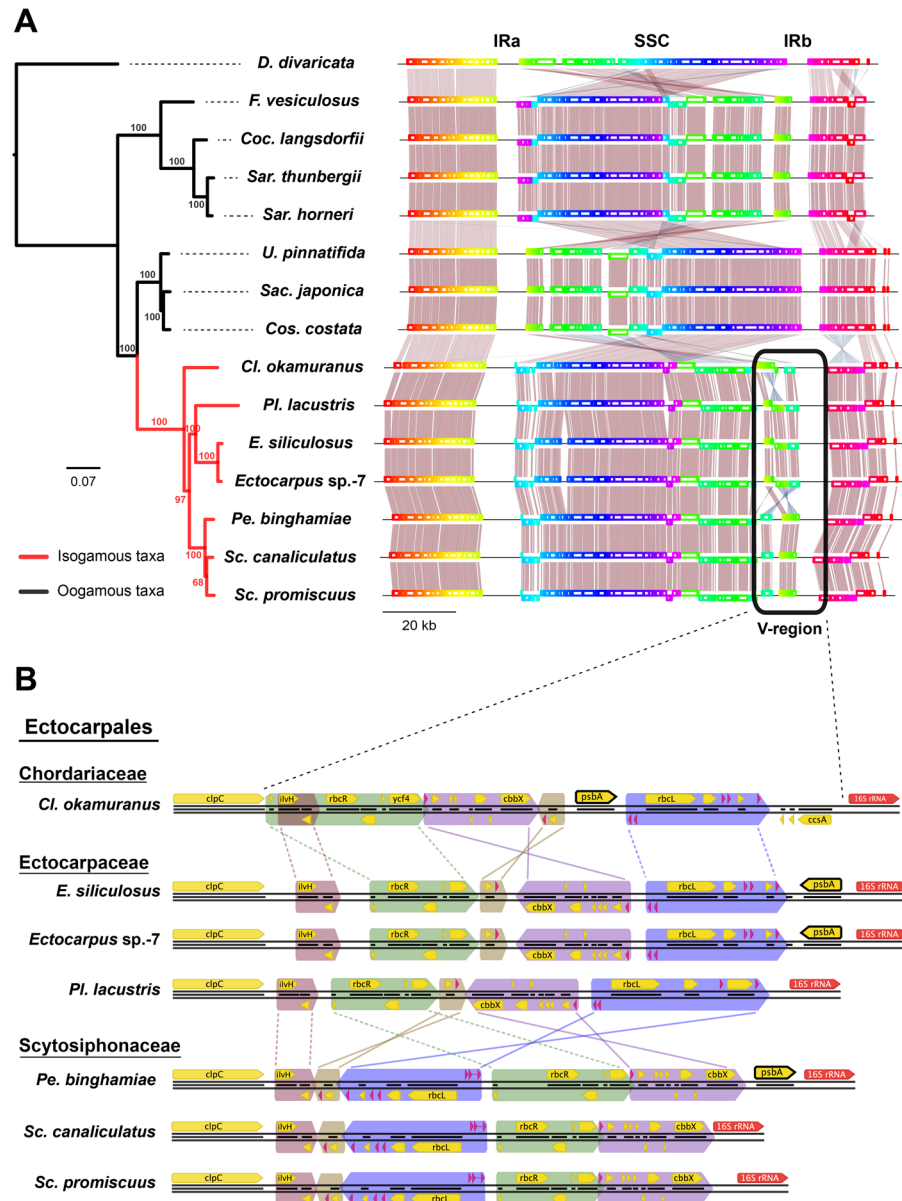 A
IRa SSC IRb
D. divaricata
F. vesiculosus
100
Coc. langsdorfii
100
Sar. thunbergii
100
Sar. horneri
U. pinnatifida
100
Sac. japonica
100
Cos. costata
100
Cl. okamuranus
Pl. lacustris
100
100
E. siliculosus
100
0.07
Ectocarpus sp.-7
97
Pe. binghamiae
100
Isogamous taxa
Sc. canaliculatus
68
Oogamous taxa
Sc. promiscuus
20 kb
V-region
B
Ectocarpales
Chordariaceae
Cl. okamuranus
clpC ilvH rbcR ycf4 cbbX psbA rbcL ccsA 16S rRNA
Ectocarpaceae
E. siliculosus
clpC ilvH rbcR cbbX rbcL psbA 16S rRNA
Ectocarpus sp.-7
clpC ilvH rbcR cbbX rbcL psbA 16S rRNA
Pl. lacustris
clpC ilvH rbcR cbbX rbcL 16S rRNA
Scytosiphonaceae
Pe. binghamiae
clpC ilvH rbcL rbcR cbbX psbA 16S rRNA
Sc. canaliculatus
clpC ilvH rbcL rbcR cbbX 16S rRNA
Sc. promiscuus
clpC ilvH rbcL rbcR cbbX 16S rRNA